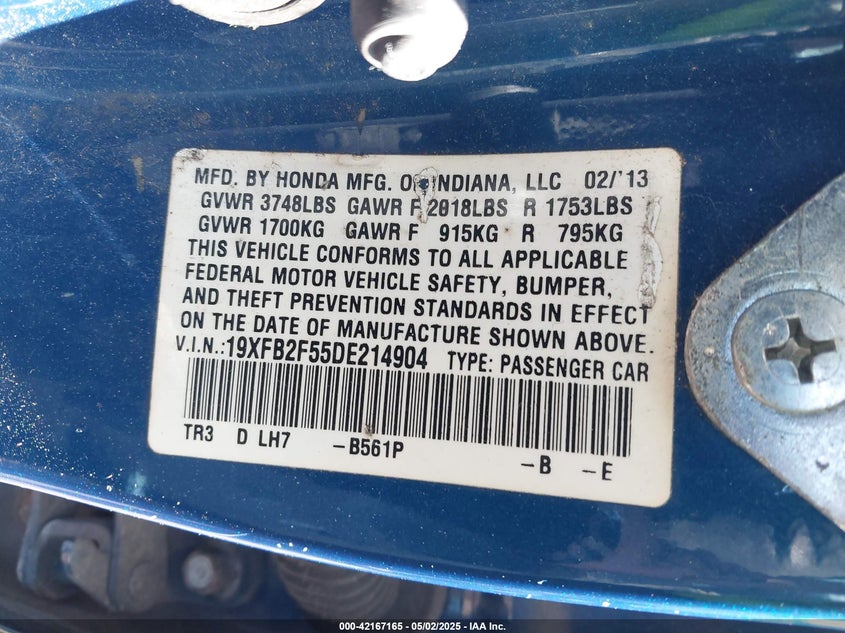 MFD. BY HONDA MFG. OF INDIANA, LLC 02/'13
GVWR 3748LBS GAWR F 2018LBS R 1753LBS
GVWR 1700KG GAWR F 915KG R 795KG
THIS VEHICLE CONFORMS TO ALL APPLICABLE
FEDERAL MOTOR VEHICLE SAFETY, BUMPER,
AND THEFT PREVENTION STANDARDS IN EFFECT
ON THE DATE OF MANUFACTURE SHOWN ABOVE.
V.I.N.:19XFB2F55DE214904 TYPE: PASSENGER CAR
TR3 D LH7 -B561P -B -E
000-42167165 - 05/02/2025 - IAA Inc.